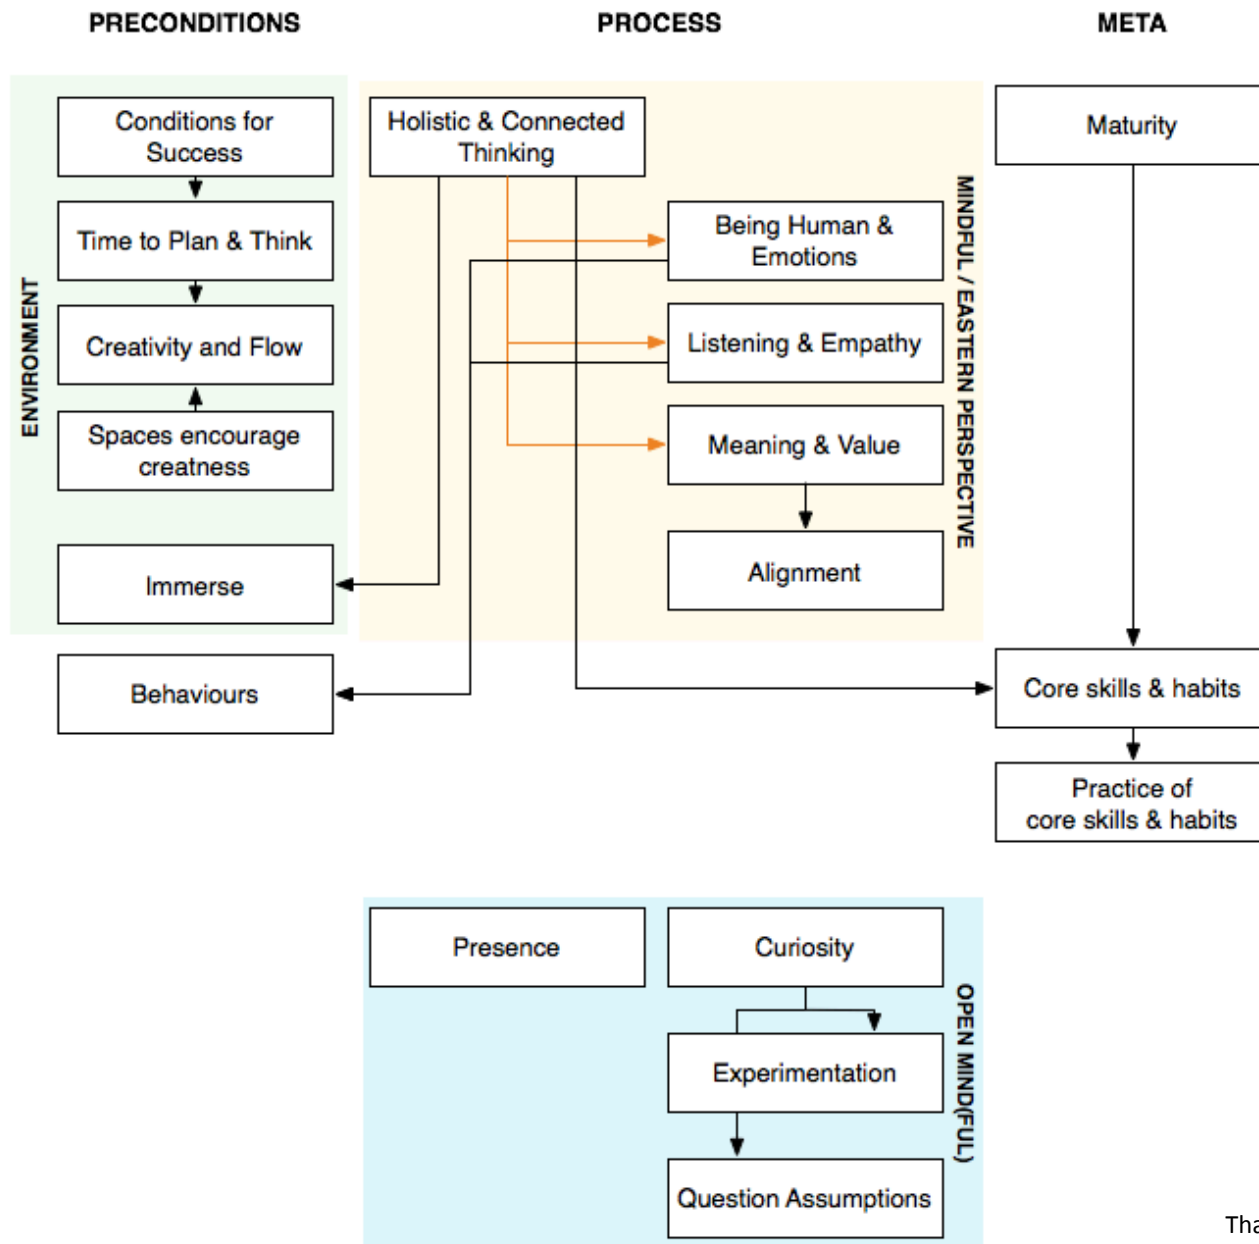 PRECONDITIONS
PROCESS
META
ENVIRONMENT
Conditions for
Success
Time to Plan & Think
Creativity and Flow
Spaces encourage
creatness
Immerse
Behaviours
Holistic & Connected
Thinking
Being Human &
Emotions
Listening & Empathy
Meaning & Value
Alignment
MINDFUL / EASTERN PERSPECTIVE
Maturity
Core skills & habits
Practice of
core skills & habits
Presence
Curiosity
Experimentation
Question Assumptions
OPEN MIND(FUL)